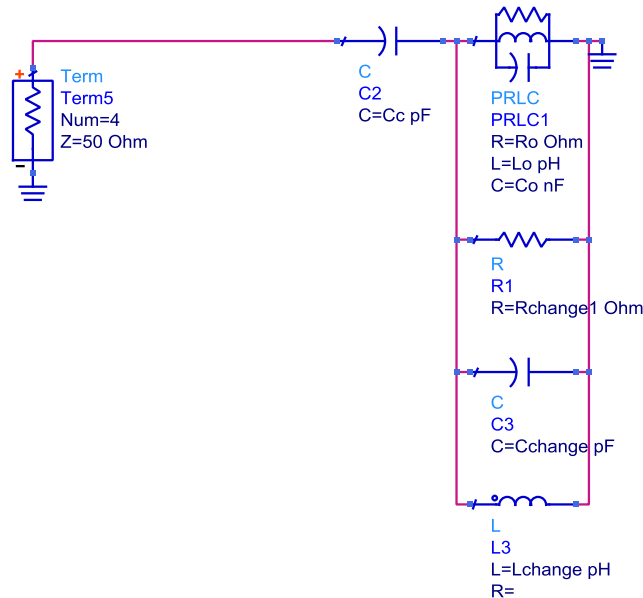 +
Term
Term5
Num=4
Z=50 Ohm
-
C
C2
C=Cc pF
PRLC
PRLC1
R=Ro Ohm
L=Lo pH
C=Co nF
R
R1
R=Rchange1 Ohm
C
C3
C=Cchange pF
L
L3
L=Lchange pH
R=